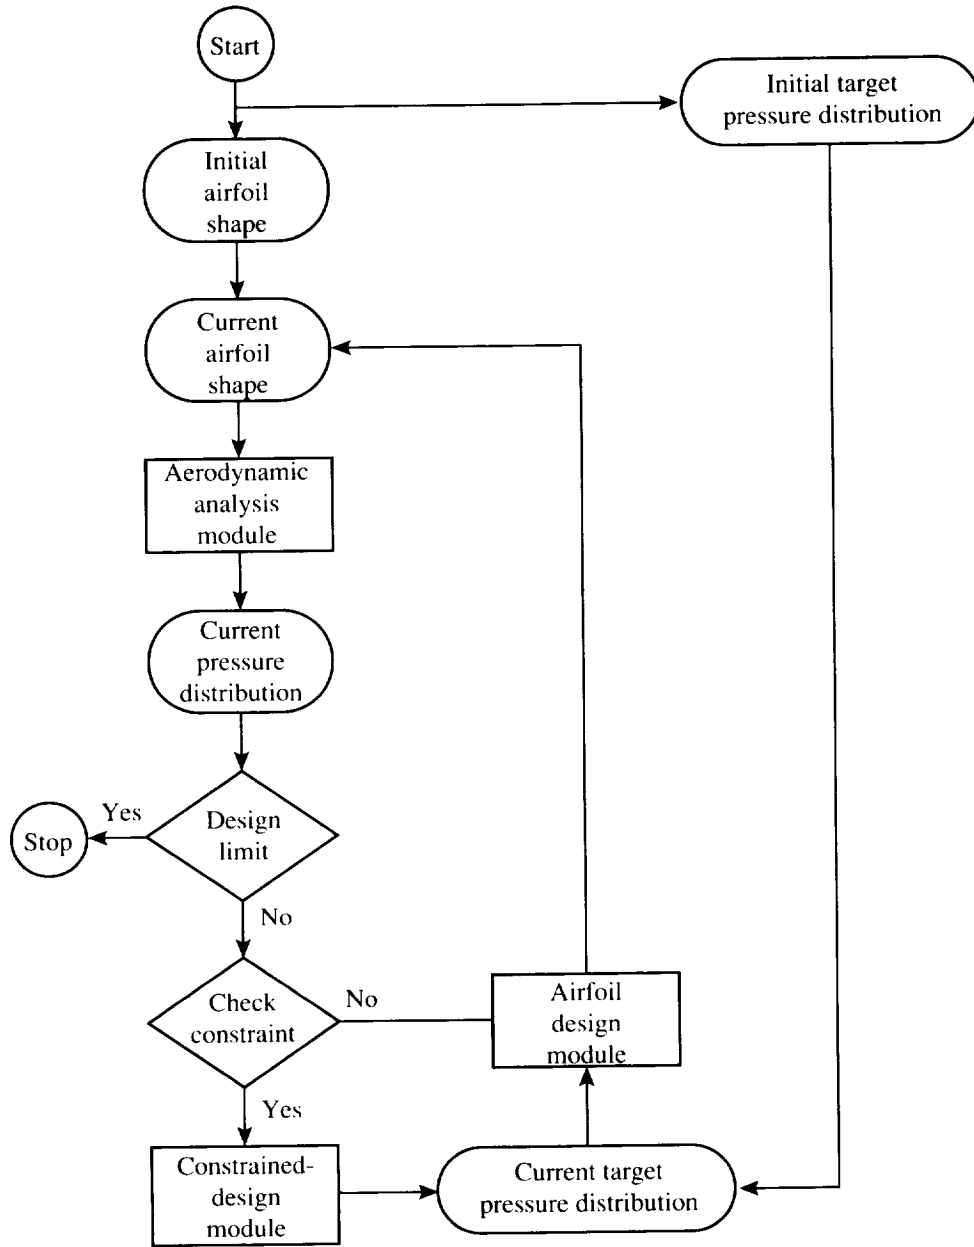 Start
Initial target
pressure distribution
Initial
airfoil
shape
Current
airfoil
shape
Aerodynamic
analysis
module
Current
pressure
distribution
Yes
Design
limit
Stop
No
Check
constraint
No
Airfoil
design
module
Yes
Constrained-
design
module
Current target
pressure distribution